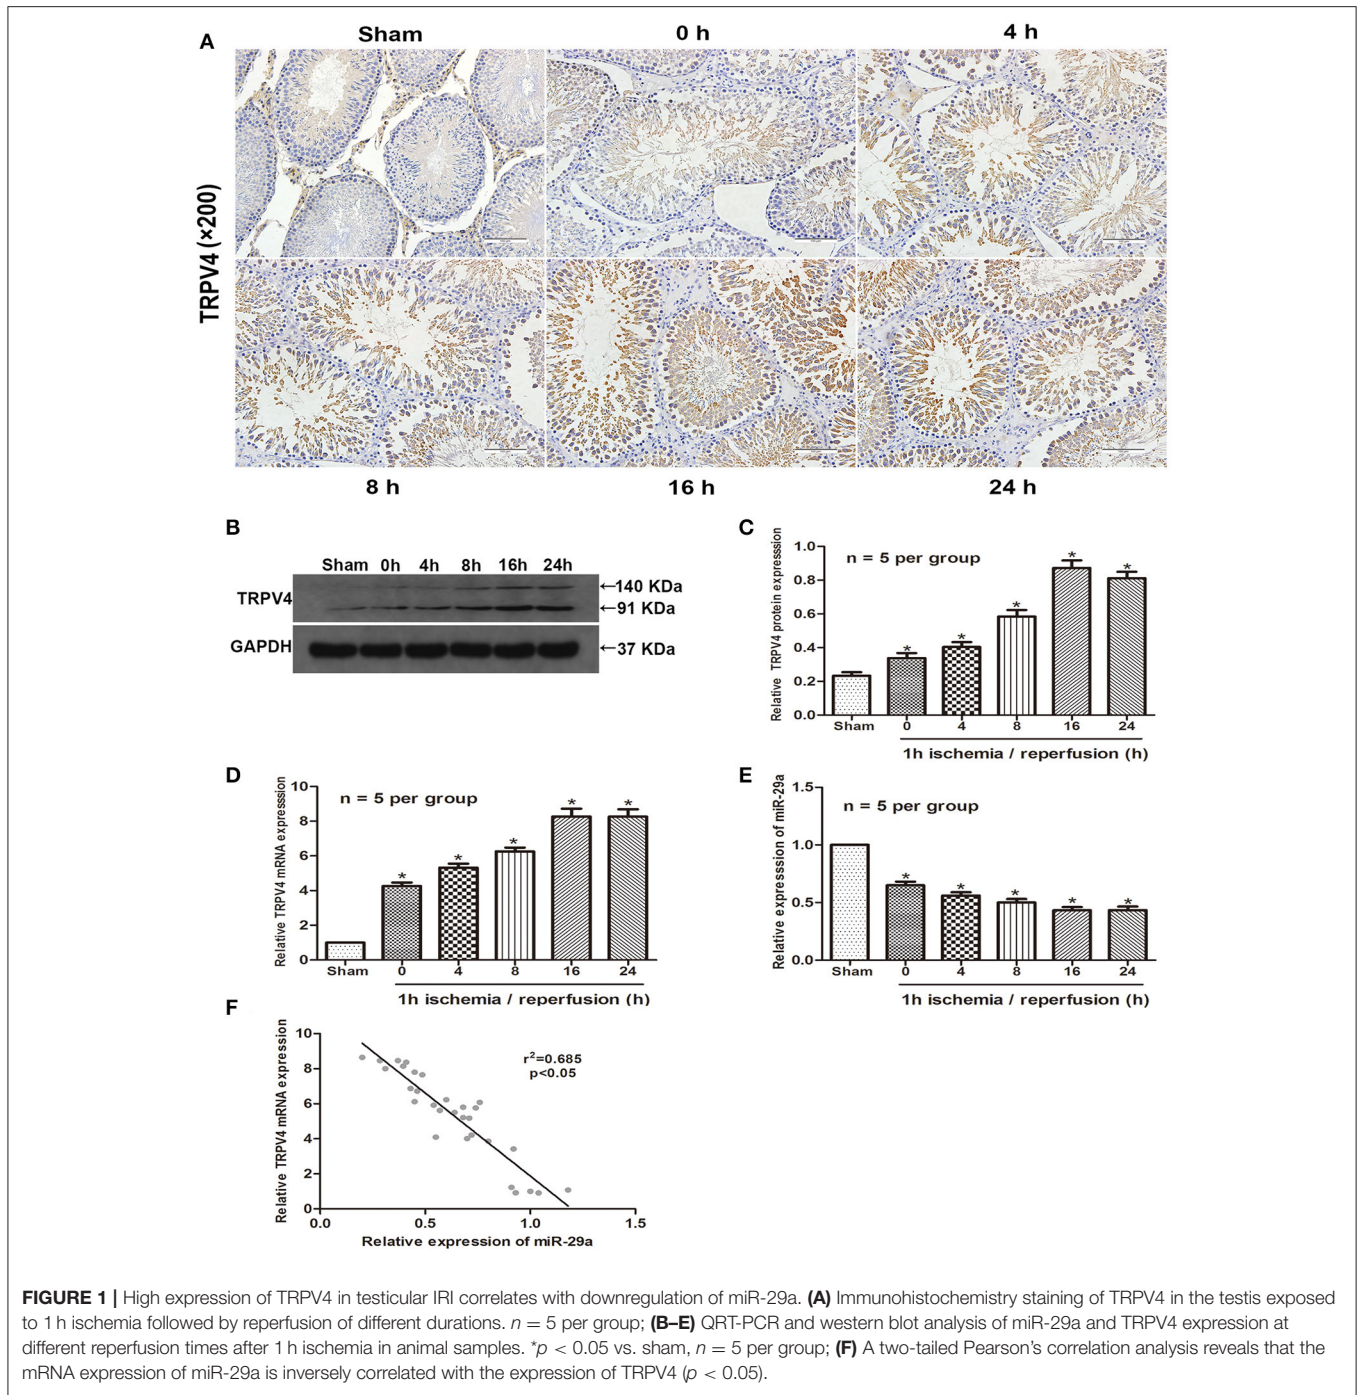 A
Sham 0 h 4 h
TRPV4 (×200)
8 h 16 h 24 h
B
Sham 0h 4h 8h 16h 24h
TRPV4
←140 KDa
←91 KDa
GAPDH
←37 KDa
C
Relative TRPV4 protein expresssion
n = 5 per group
1.0
0.8
0.6
0.4
0.2
0.0
* * * * *
Sham 0 4 8 16 24
1h ischemia / reperfusion (h)
D
Relative TRPV4 mRNA expresssion
n = 5 per group
10
8
6
4
2
0
* * * * *
Sham 0 4 8 16 24
1h ischemia / reperfusion (h)
E
Relative expresssion of miR-29a
n = 5 per group
1.5
1.0
0.5
0.0
* * * * *
Sham 0 4 8 16 24
1h ischemia / reperfusion (h)
F
Relative TRPV4 mRNA expression
10
8
6
4
2
0
r²=0.685
p<0.05
0.0 0.5 1.0 1.5
Relative expression of miR-29a
FIGURE 1 | High expression of TRPV4 in testicular IRI correlates with downregulation of miR-29a. (A) Immunohistochemistry staining of TRPV4 in the testis exposed
to 1 h ischemia followed by reperfusion of different durations. n = 5 per group; (B–E) QRT-PCR and western blot analysis of miR-29a and TRPV4 expression at
different reperfusion times after 1 h ischemia in animal samples. *p < 0.05 vs. sham, n = 5 per group; (F) A two-tailed Pearson's correlation analysis reveals that the
mRNA expression of miR-29a is inversely correlated with the expression of TRPV4 (p < 0.05).